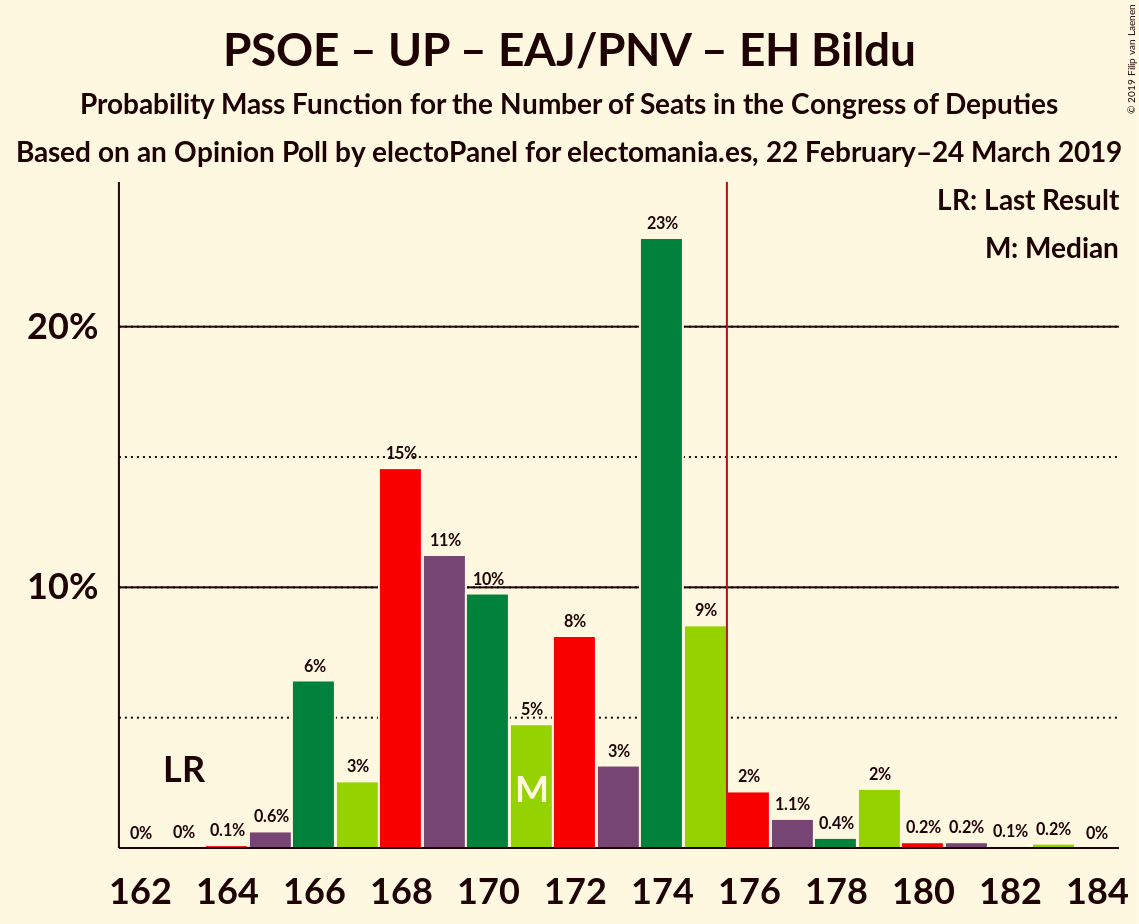 PSOE – UP – EAJ/PNV – EH Bildu
Probability Mass Function for the Number of Seats in the Congress of Deputies
Based on an Opinion Poll by electoPanel for electomania.es, 22 February–24 March 2019
© 2019 Filip van Laenen
LR: Last Result
M: Median
20%
10%
0% 0% 0.1% 0.6% 6% 3% 15% 11% 10% 5% 8% 3% 23% 9% 2% 1.1% 0.4% 2% 0.2% 0.2% 0.1% 0.2% 0%
LR
M
162 164 166 168 170 172 174 176 178 180 182 184